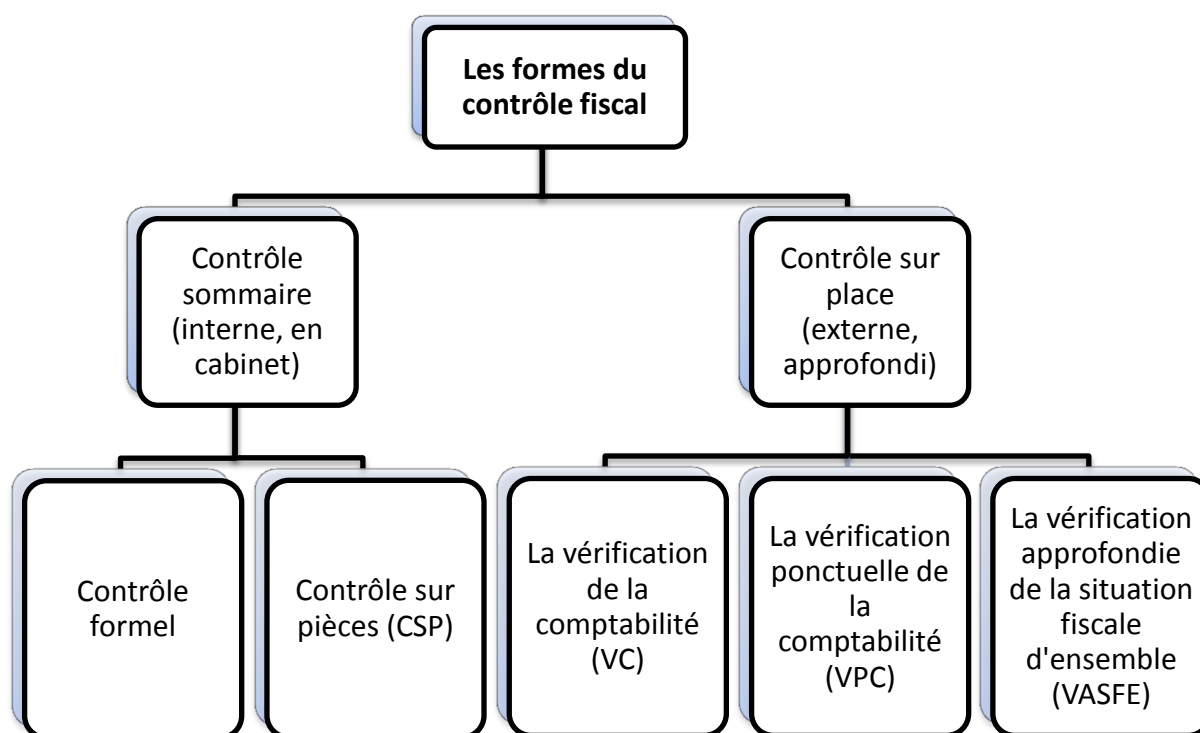 Les formes du
contrôle fiscal
Contrôle
sommaire
(interne, en
cabinet)
Contrôle sur
place
(externe,
approfondi)
Contrôle
formel
Contrôle sur
pièces (CSP)
La vérification
de la
comptabilité
(VC)
La vérification
ponctuelle de
la
comptabilité
(VPC)
La vérification
approfondie
de la situation
fiscale
d'ensemble
(VASFE)